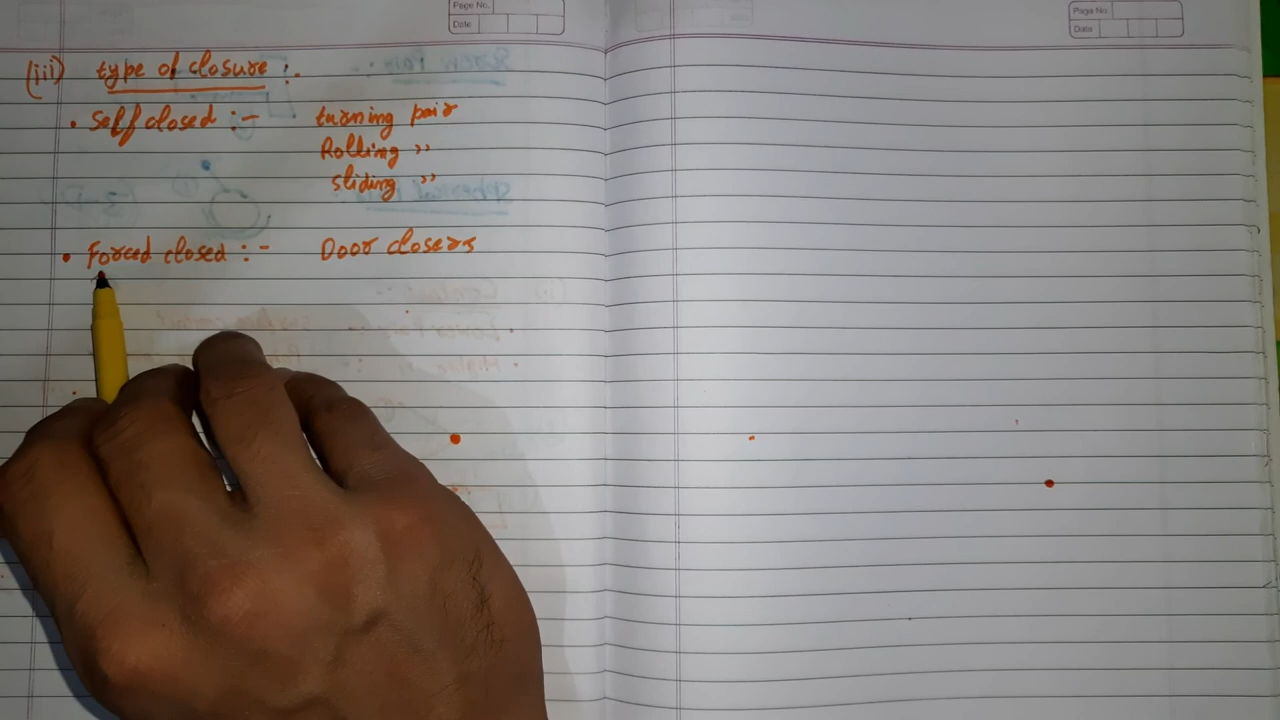 Page No.
Date
Page No.
Date
(iii) type of closure :-
• Self closed :- turning pair
Rolling ,,
sliding ,,
• Forced closed :- Door closers